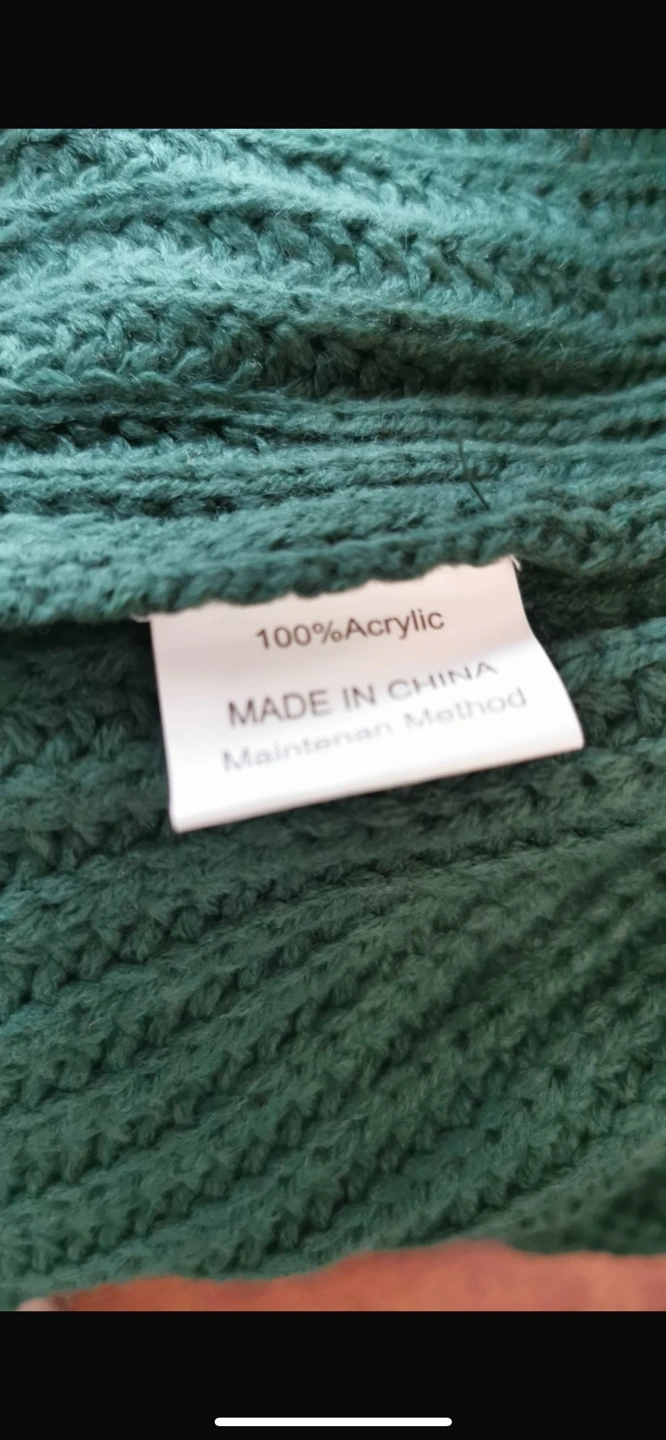 100%Acrylic
MADE IN CHINA
Maintenan Method